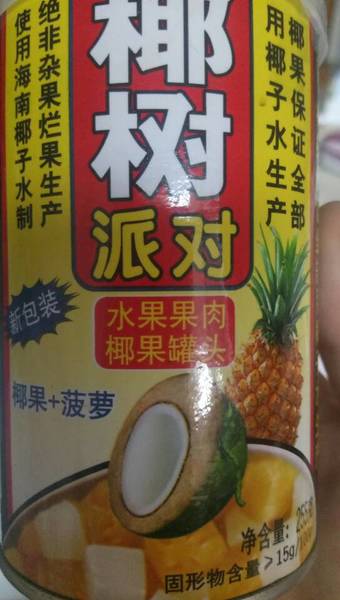 椰树
派对
椰果保证全部
用椰子水生产
绝非杂果烂果生产
使用海南椰子水制
新包装
水果果肉
椰果罐头
椰果+菠萝
净含量:
固形物含量≥15g/